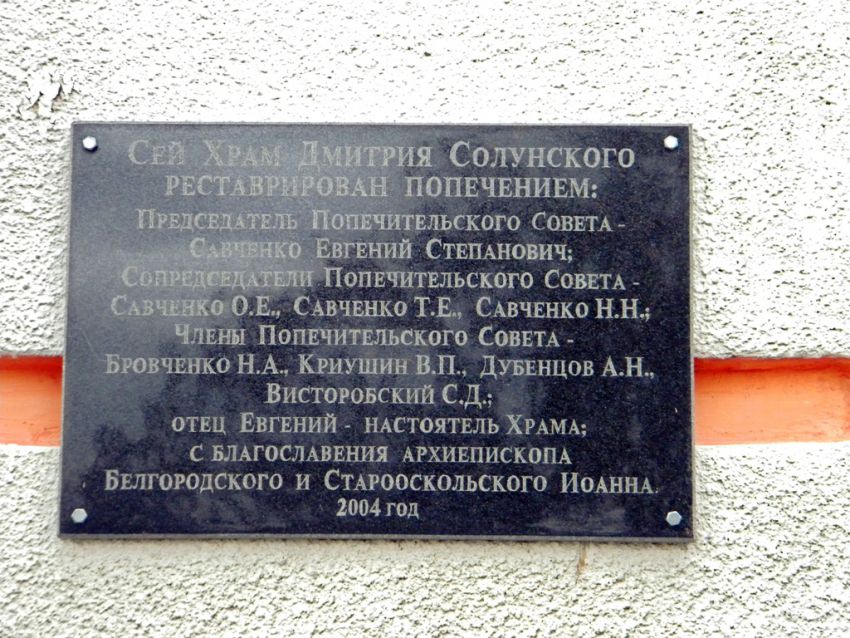 Сей Храм Дмитрия Солунского
реставрирован попечением:
Председатель Попечительского Совета -
Савченко Евгений Степанович;
Сопредседатели Попечительского Совета -
Савченко О.Е., Савченко Т.Е., Савченко Н.Н.;
Члены Попечительского Совета -
Бровченко Н.А., Криушин В.П., Дубенцов А.Н.,
Висторобский С.Д.;
отец Евгений - настоятель Храма;
с благославения архиепископа
Белгородского и Старооскольского Иоанна.
2004 год